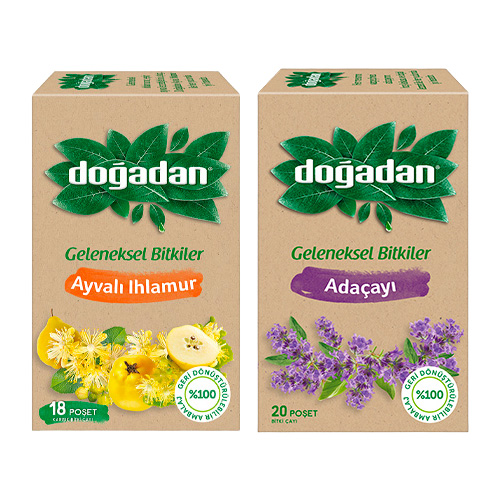 doğadan®
Geleneksel Bitkiler
Ayvalı Ihlamur
18 POŞET
GERİ DÖNÜŞTÜRÜLEBİLİR AMBALAJ
%100
doğadan®
Geleneksel Bitkiler
Adaçayı
20 POŞET
BİTKİ ÇAYI
GERİ DÖNÜŞTÜRÜLEBİLİR AMBALAJ
%100